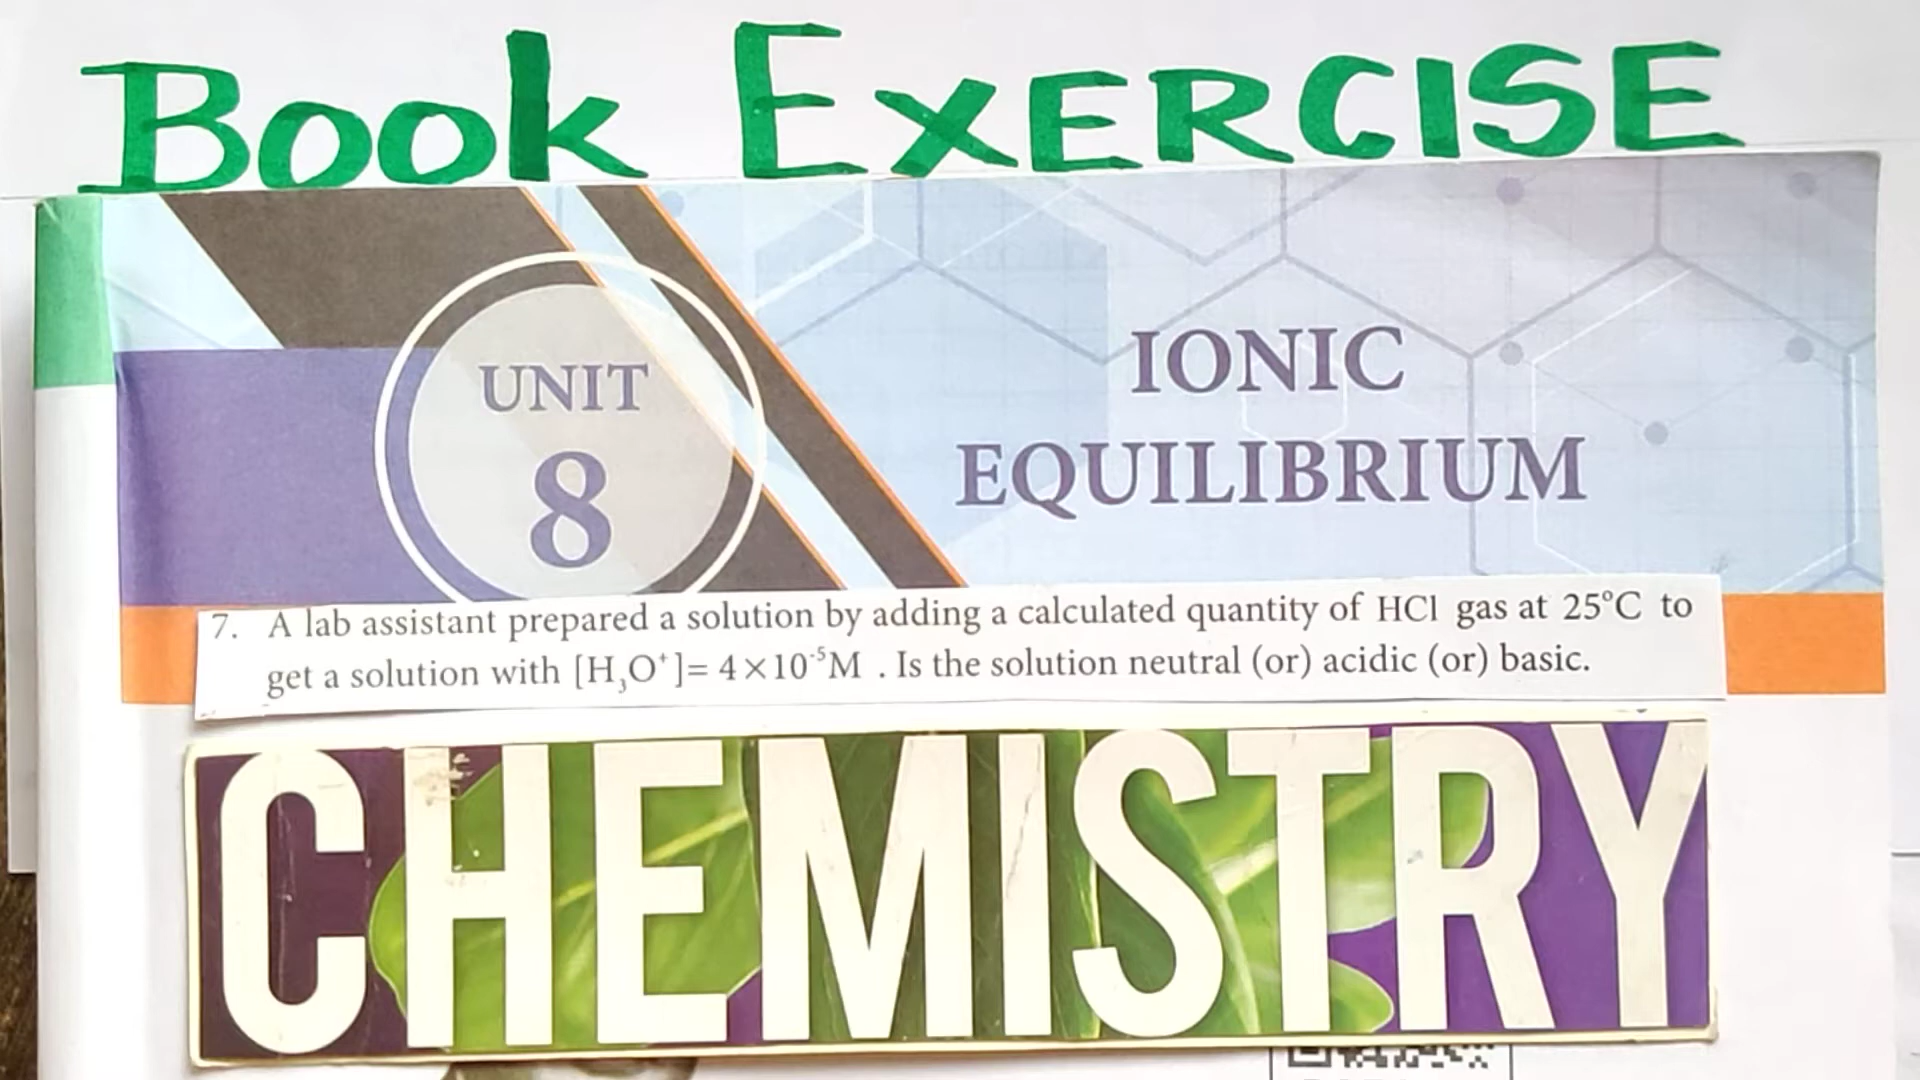 Book Exercise
UNIT
8
IONIC
EQUILIBRIUM
7. A lab assistant prepared a solution by adding a calculated quantity of HCl gas at 25°C to
get a solution with [H₃O⁺]= 4×10⁻⁵M . Is the solution neutral (or) acidic (or) basic.
CHEMISTRY